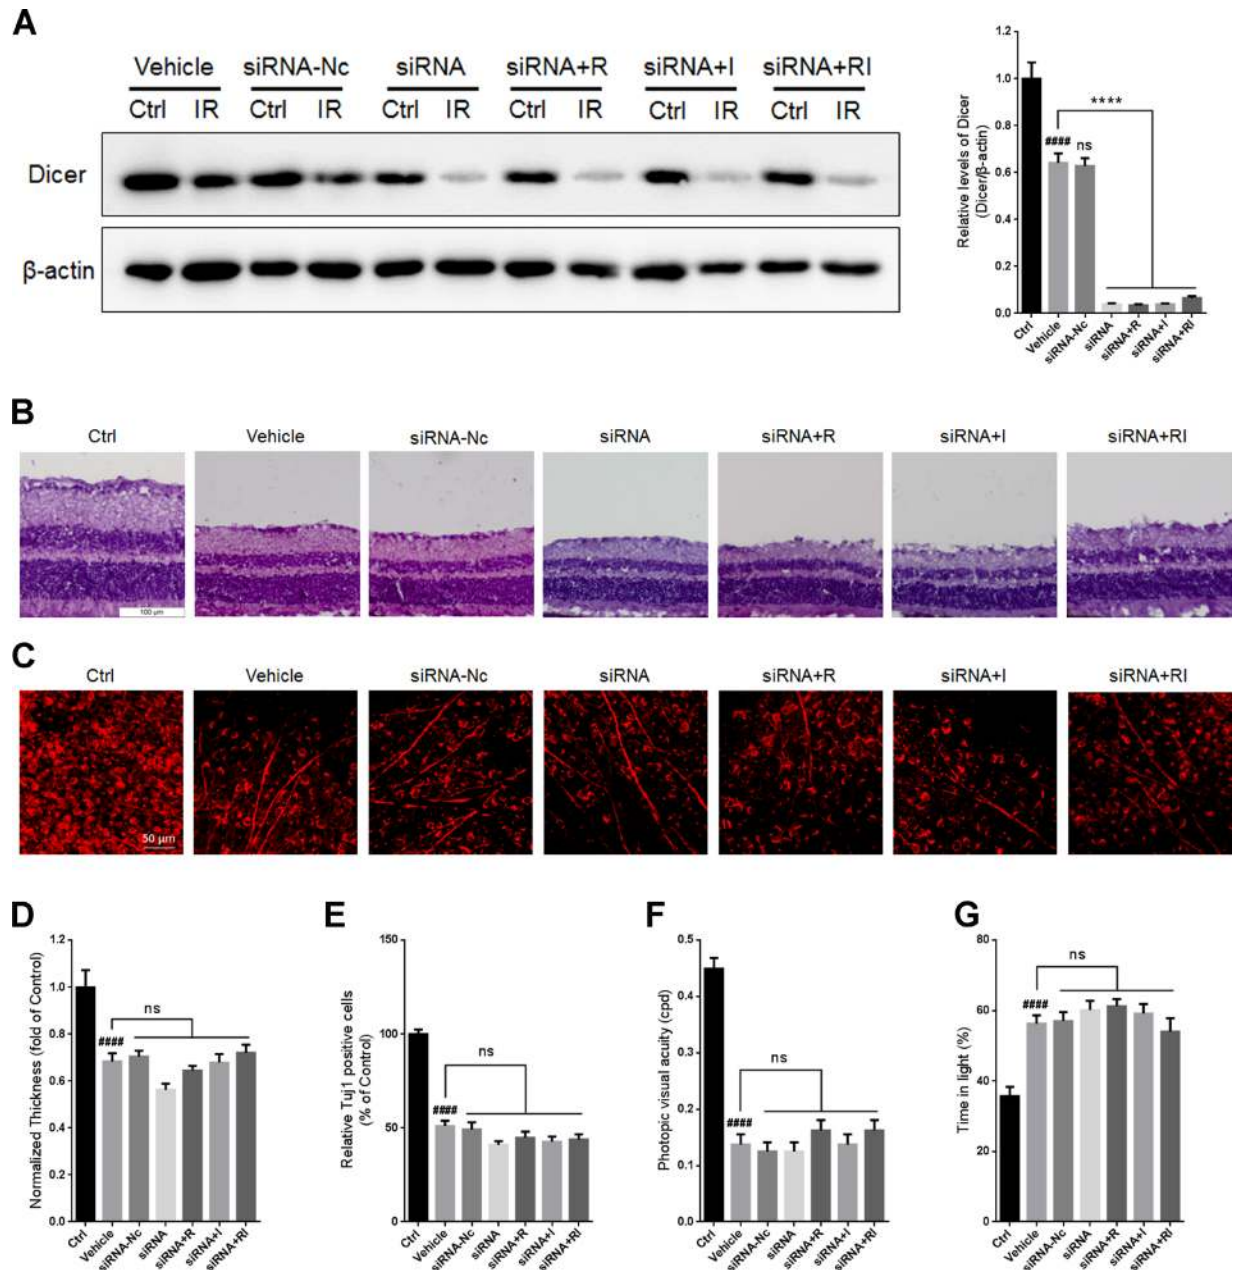 A
Vehicle siRNA-Nc siRNA siRNA+R siRNA+I siRNA+RI
Ctrl IR Ctrl IR Ctrl IR Ctrl IR Ctrl IR Ctrl IR
Dicer
β-actin
Relative levels of Dicer
(Dicer/β-actin)
1.2
1.0
0.8
0.6
0.4
0.2
0.0
****
#### ns
Ctrl Vehicle siRNA-Nc siRNA siRNA+R siRNA+I siRNA+RI
B
Ctrl Vehicle siRNA-Nc siRNA siRNA+R siRNA+I siRNA+RI
100 μm
C
Ctrl Vehicle siRNA-Nc siRNA siRNA+R siRNA+I siRNA+RI
50 μm
D
Normalized Thickness (fold of Control)
1.2
1.0
0.8
0.6
0.4
0.2
0.0
ns
####
Ctrl Vehicle siRNA-Nc siRNA siRNA+R siRNA+I siRNA+RI
E
Relative Tuj1 positive cells
(% of Control)
150
100
50
0
ns
####
Ctrl Vehicle siRNA-Nc siRNA siRNA+R siRNA+I siRNA+RI
F
Photopic visual acuity (cpd)
0.5
0.4
0.3
0.2
0.1
0.0
ns
####
Ctrl Vehicle siRNA-Nc siRNA siRNA+R siRNA+I siRNA+RI
G
Time in light (%)
80
60
40
20
0
ns
####
Ctrl Vehicle siRNA-Nc siRNA siRNA+R siRNA+I siRNA+RI